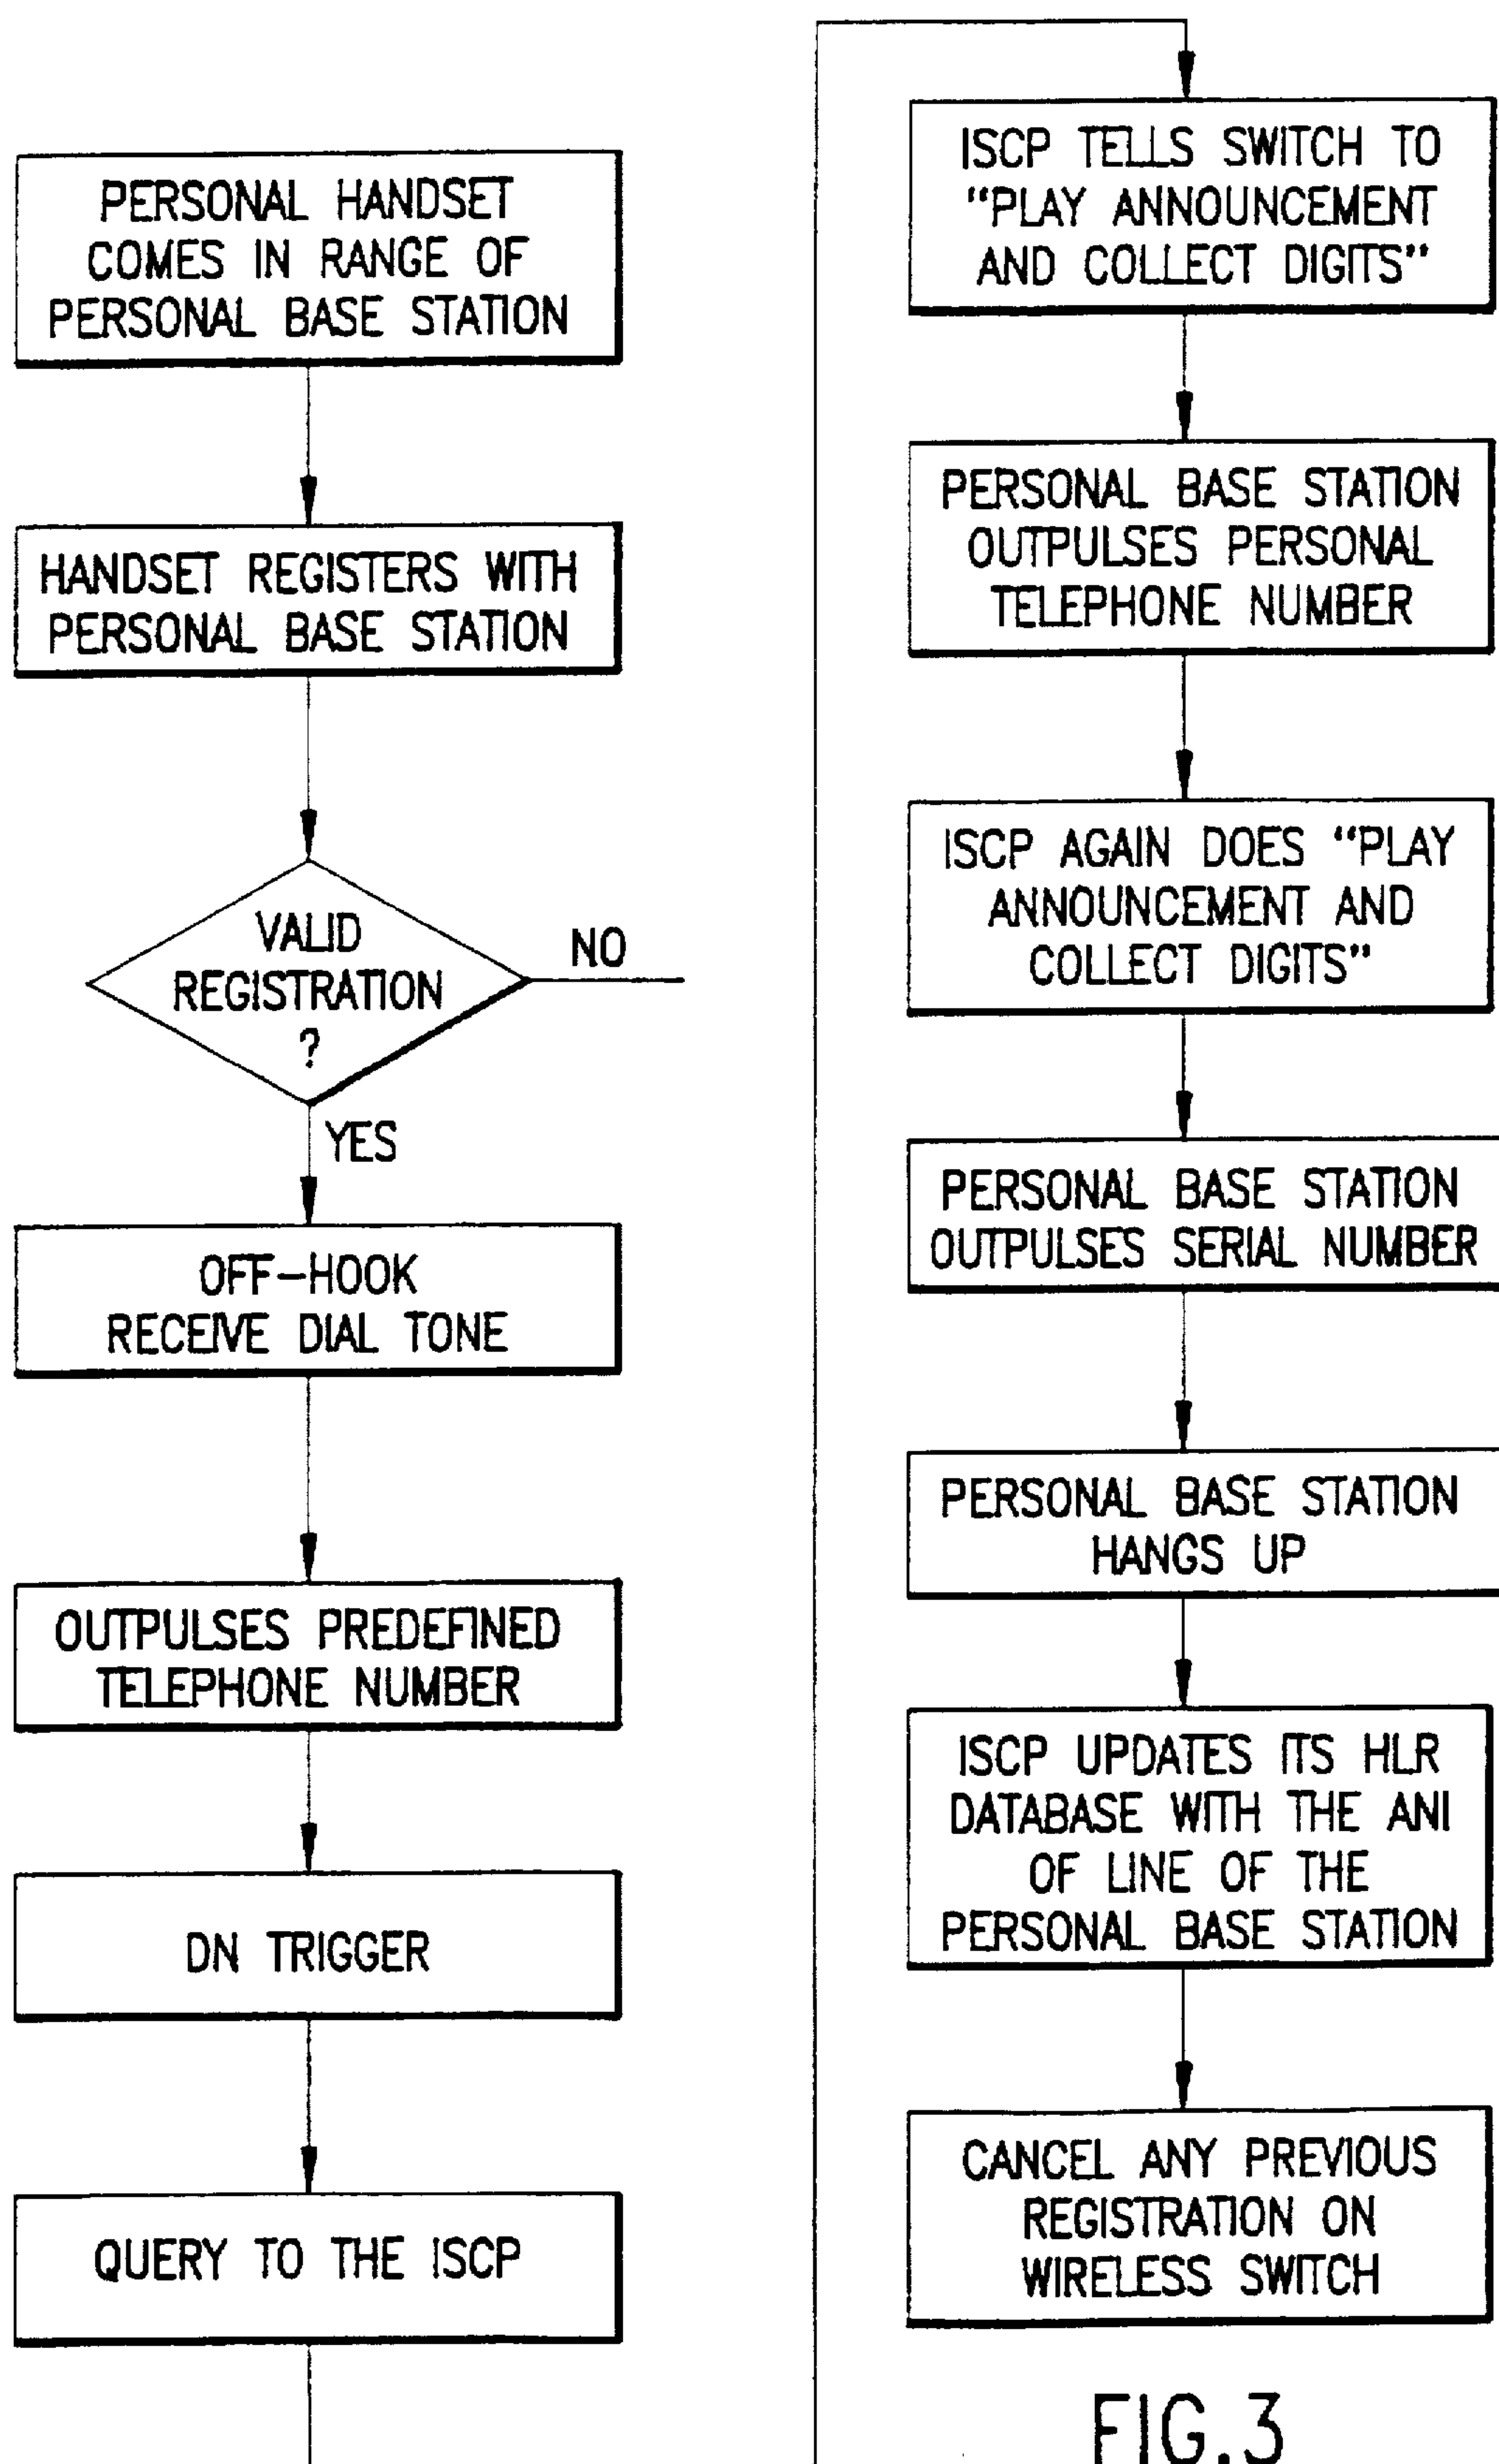 PERSONAL HANDSET
COMES IN RANGE OF
PERSONAL BASE STATION
HANDSET REGISTERS WITH
PERSONAL BASE STATION
VALID
REGISTRATION
?
NO
YES
OFF-HOOK
RECEIVE DIAL TONE
OUTPULSES PREDEFINED
TELEPHONE NUMBER
DN TRIGGER
QUERY TO THE ISCP
ISCP TELLS SWITCH TO
“PLAY ANNOUNCEMENT
AND COLLECT DIGITS”
PERSONAL BASE STATION
OUTPULSES PERSONAL
TELEPHONE NUMBER
ISCP AGAIN DOES “PLAY
ANNOUNCEMENT AND
COLLECT DIGITS”
PERSONAL BASE STATION
OUTPULSES SERIAL NUMBER
PERSONAL BASE STATION
HANGS UP
ISCP UPDATES ITS HLR
DATABASE WITH THE ANI
OF LINE OF THE
PERSONAL BASE STATION
CANCEL ANY PREVIOUS
REGISTRATION ON
WIRELESS SWITCH
FIG.3